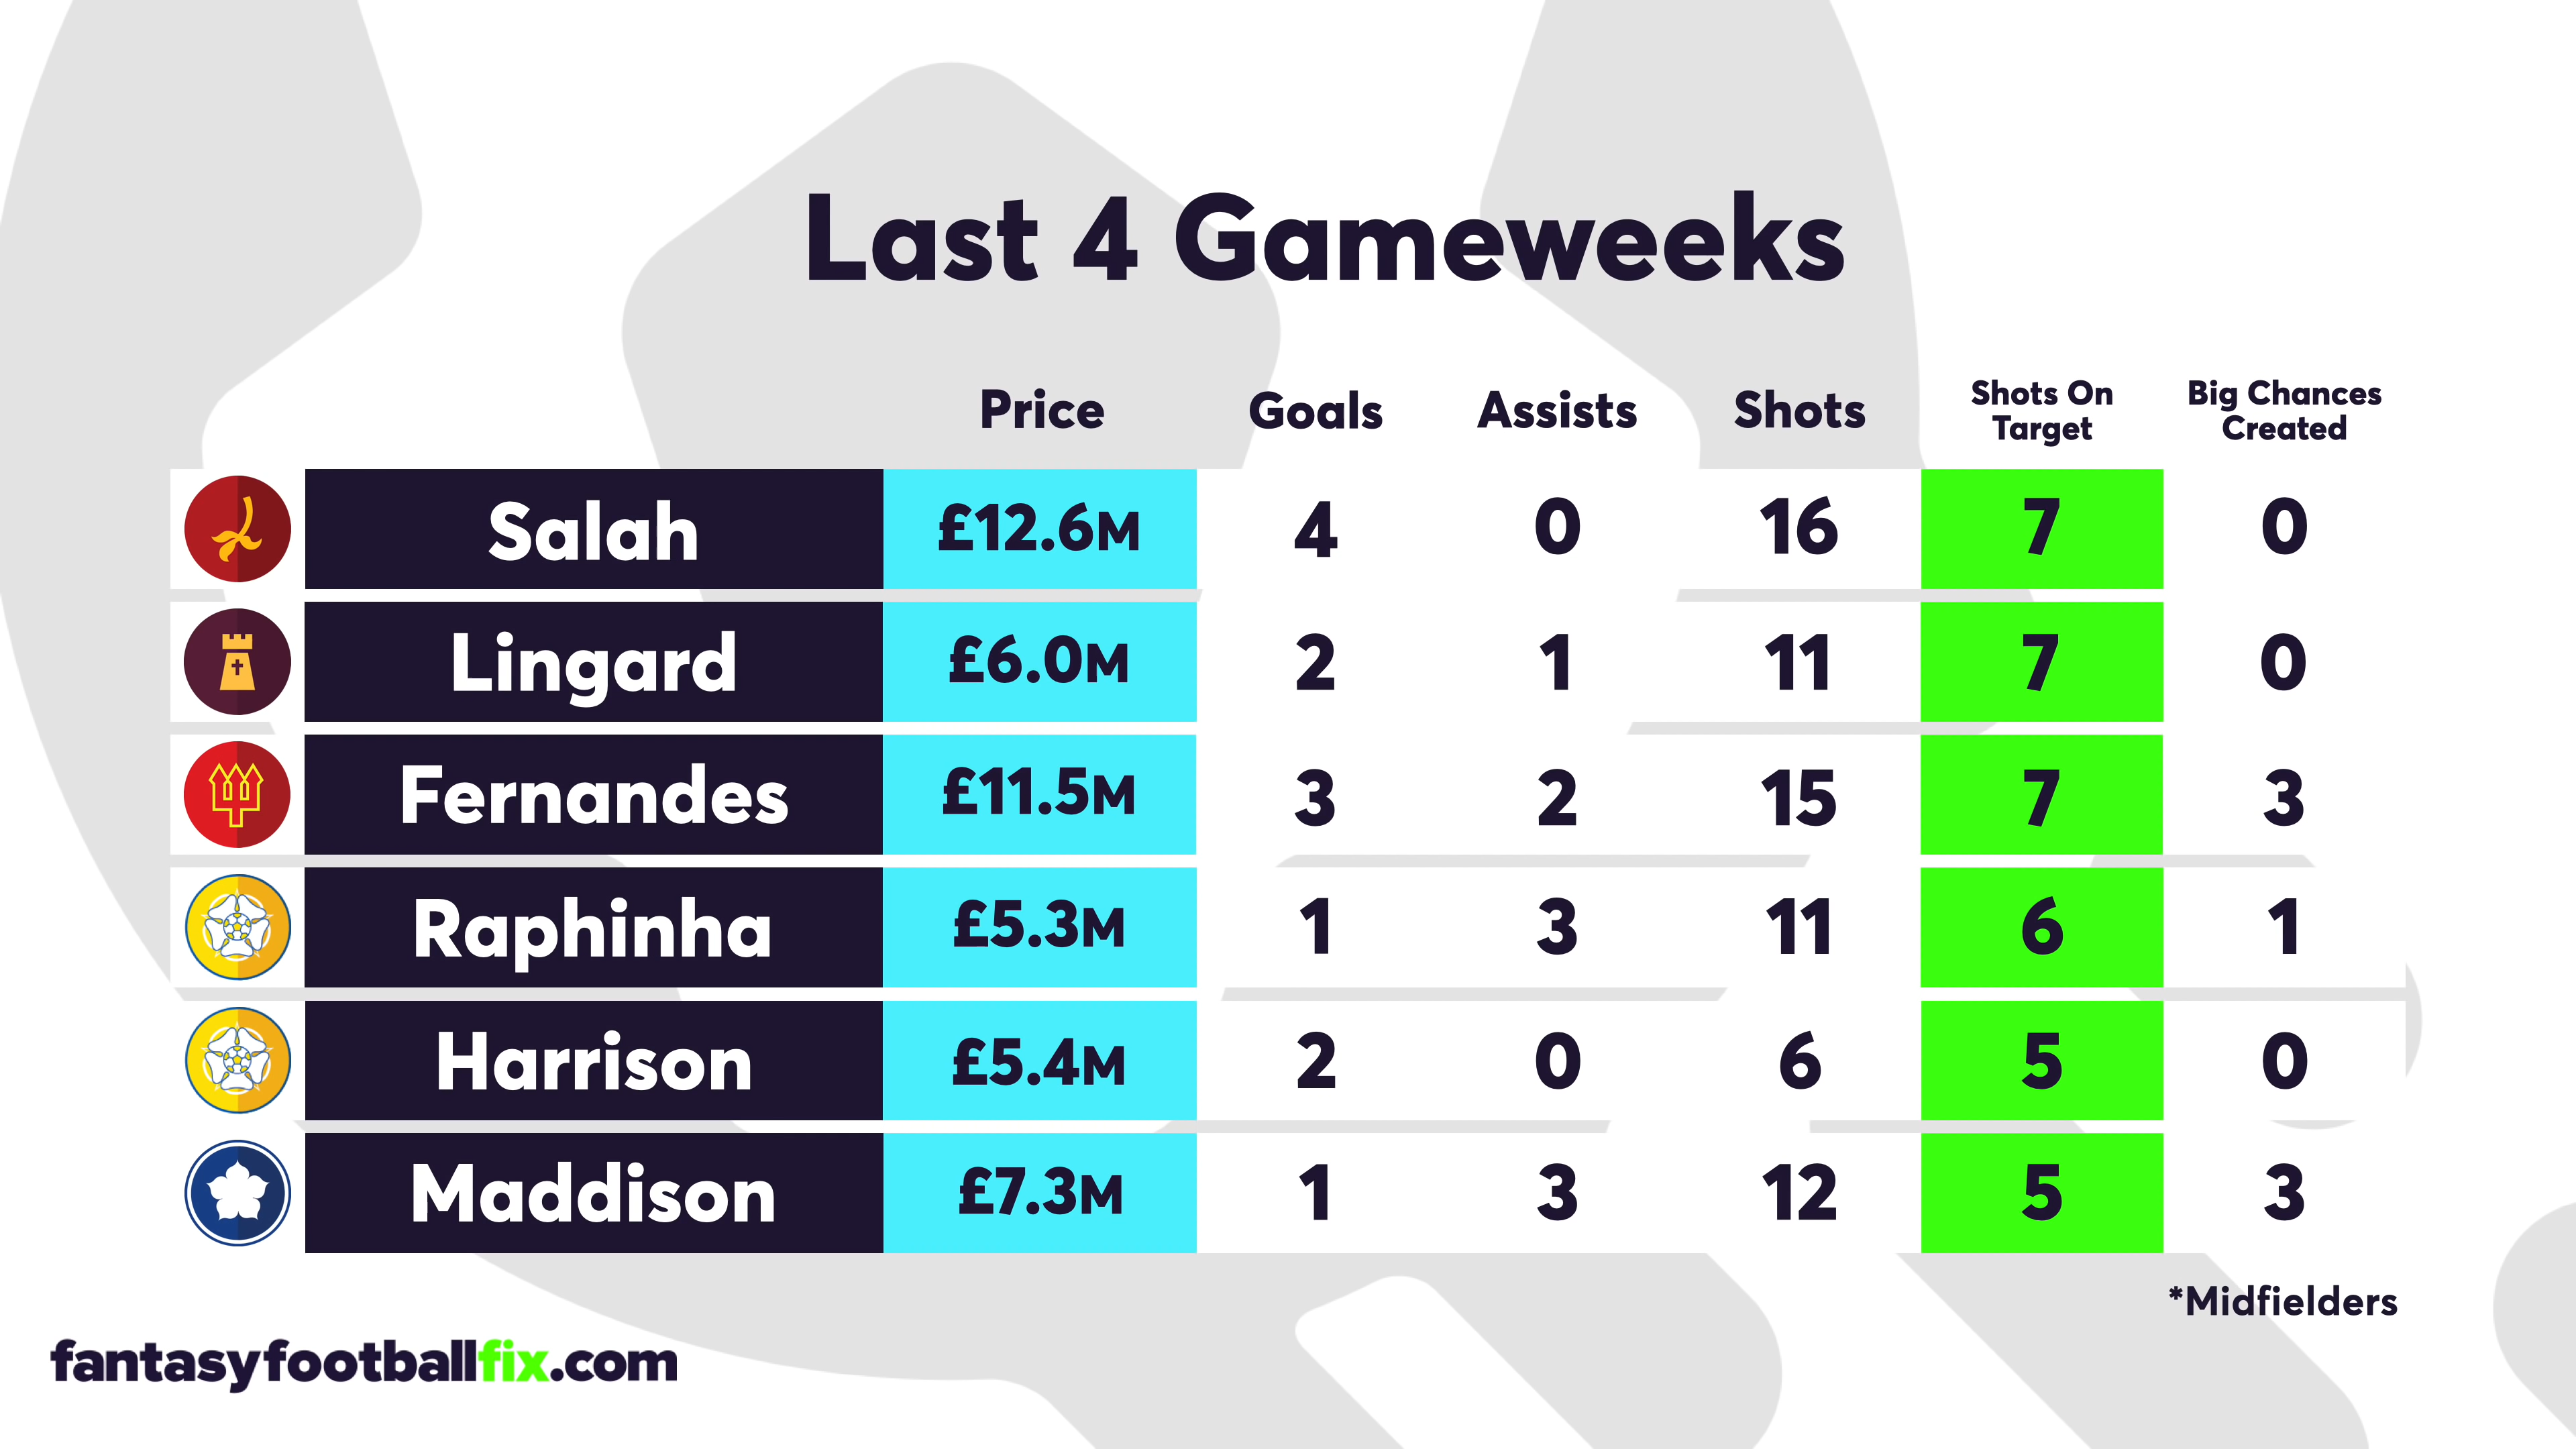 Last 4 Gameweeks
Price Goals Assists Shots Shots On Target Big Chances Created
Salah £12.6M 4 0 16 7 0
Lingard £6.0M 2 1 11 7 0
Fernandes £11.5M 3 2 15 7 3
Raphinha £5.3M 1 3 11 6 1
Harrison £5.4M 2 0 6 5 0
Maddison £7.3M 1 3 12 5 3
*Midfielders
fantasyfootballfix.com